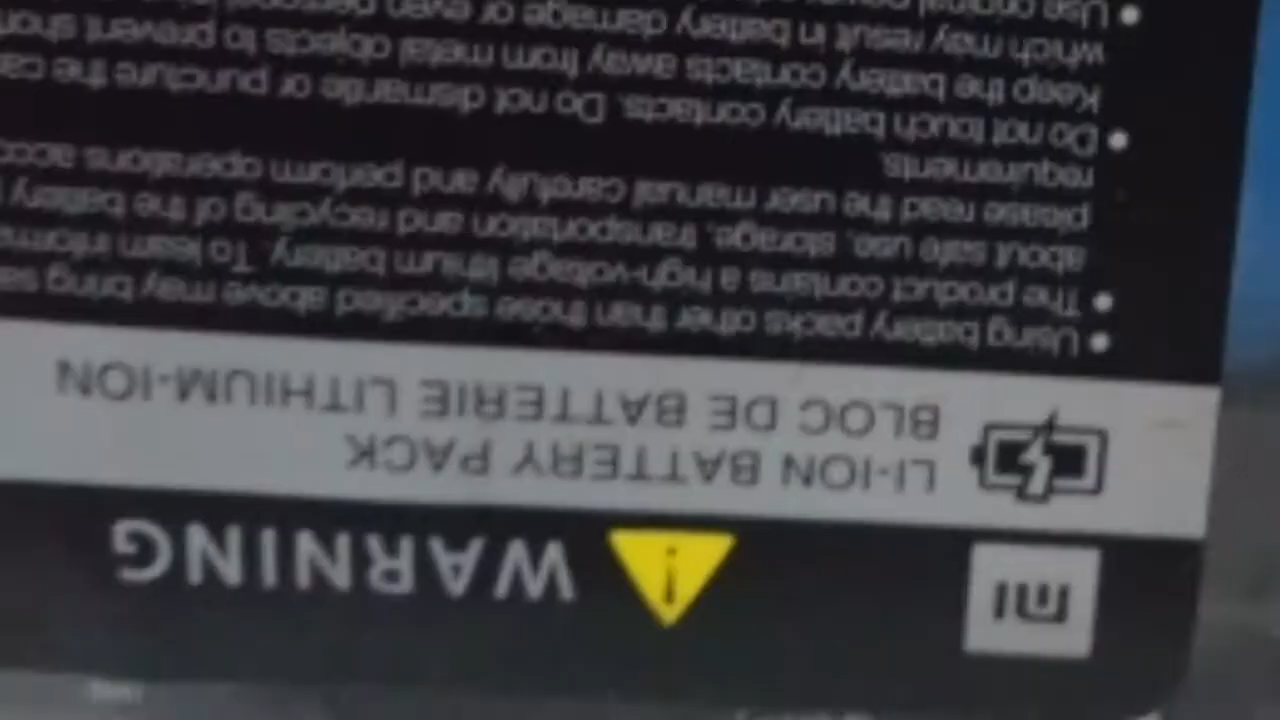 mi
WARNING
LI-ION BATTERY PACK
BLOC DE BATTERIE LITHIUM-ION
Using battery packs other than those specified above may bring
The product contains a high-voltage lithium battery. To learn
about safe use, storage, transportation and recycling of the battery
please read the user manual carefully and perform operations
requirements.
Do not touch battery contacts. Do not dismantle or puncture the
Keep the battery contacts away from metal objects to prevent short
which may result in battery damage or even personal
Use original